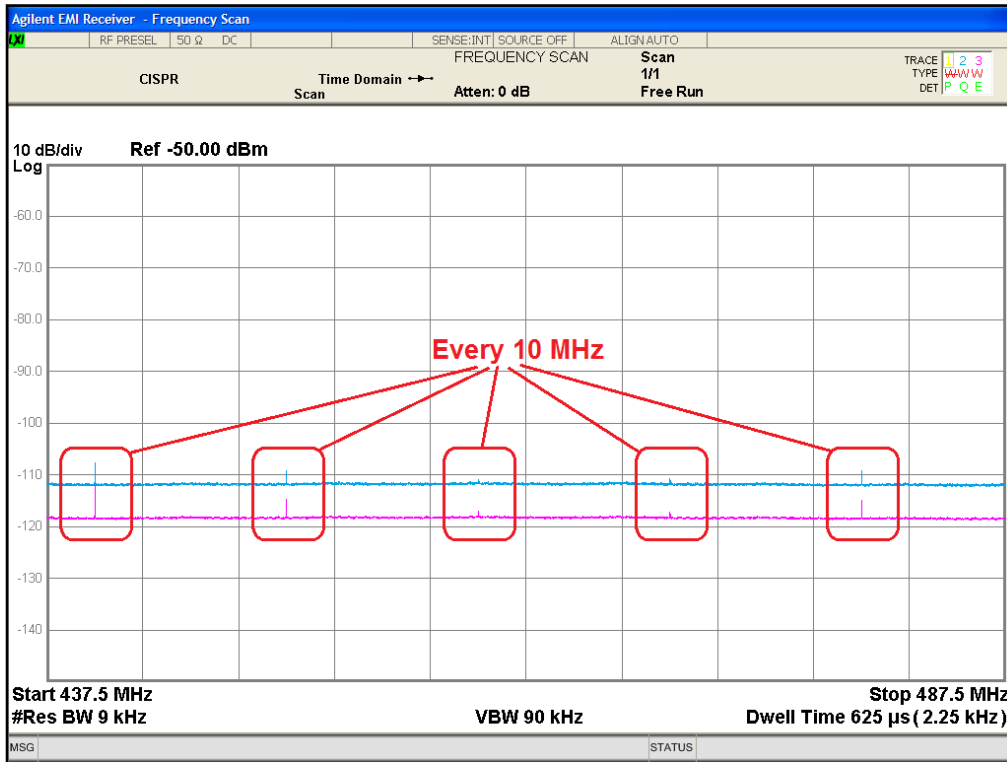 Agilent EMI Receiver - Frequency Scan
LXI RF PRESEL 50 Ω DC SENSE:INT SOURCE OFF ALIGN AUTO
FREQUENCY SCAN Scan TRACE 1 2 3
CISPR Time Domain 1/1 TYPE W W W
Scan Atten: 0 dB Free Run DET P Q E
10 dB/div Ref -50.00 dBm
Log
-60.0
-70.0
-80.0
Every 10 MHz
-90.0
-100
-110
-120
-130
-140
Start 437.5 MHz Stop 487.5 MHz
#Res BW 9 kHz VBW 90 kHz Dwell Time 625 µs ( 2.25 kHz)
MSG STATUS